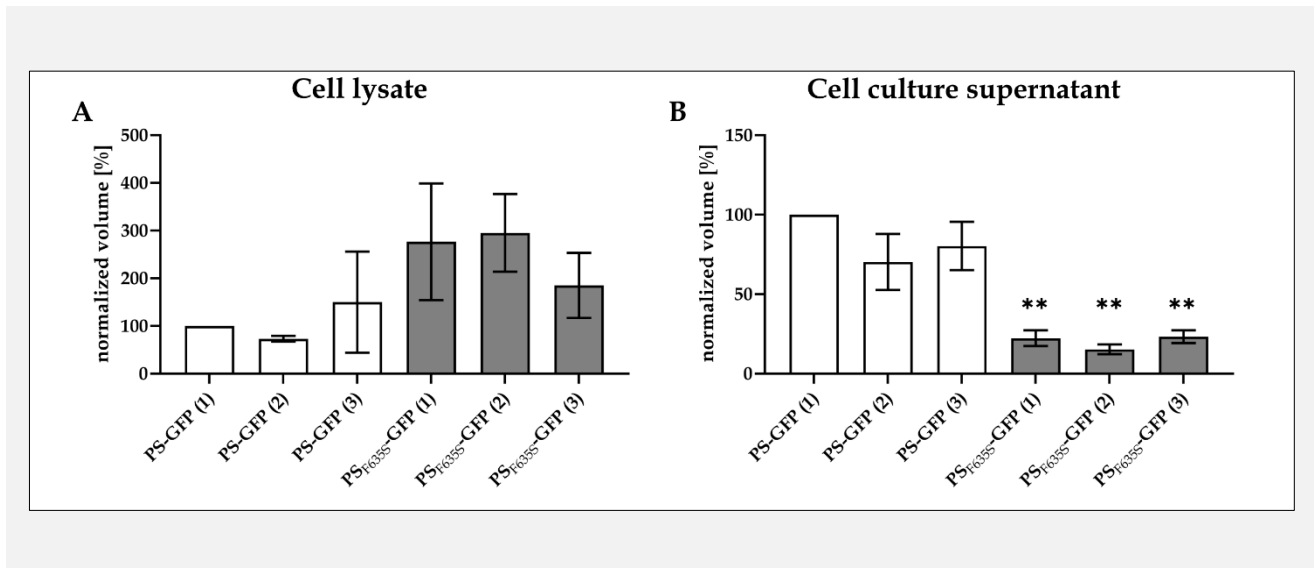 Cell lysate
A
normalized volume [%]
500
400
300
200
100
0
PS-GFP (1)
PS-GFP (2)
PS-GFP (3)
PSF635S-GFP (1)
PSF635S-GFP (2)
PSF635S-GFP (3)
Cell culture supernatant
B
normalized volume [%]
150
100
50
0
** ** **
PS-GFP (1)
PS-GFP (2)
PS-GFP (3)
PSF635S-GFP (1)
PSF635S-GFP (2)
PSF635S-GFP (3)